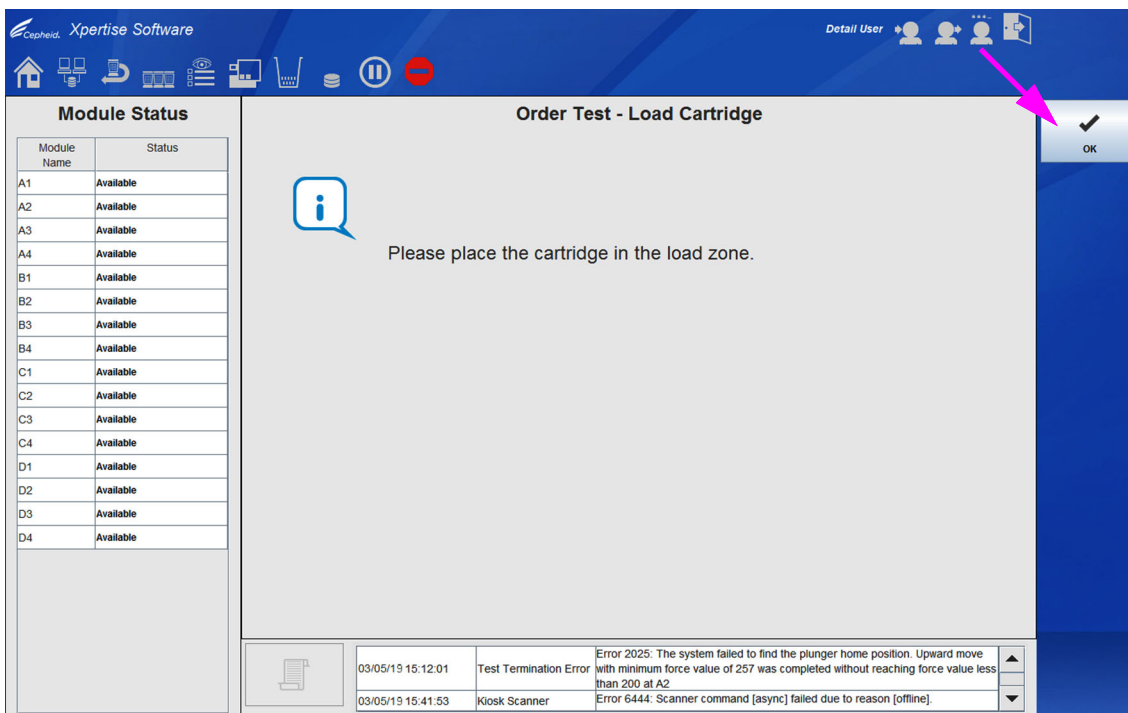 Cepheid. Xpertise Software
Detail User
Module Status
Order Test - Load Cartridge
OK
Module Name
Status
A1 Available
A2 Available
A3 Available
A4 Available
B1 Available
B2 Available
B3 Available
B4 Available
C1 Available
C2 Available
C3 Available
C4 Available
D1 Available
D2 Available
D3 Available
D4 Available
Please place the cartridge in the load zone.
03/05/19 15:12:01 Test Termination Error
Error 2025: The system failed to find the plunger home position. Upward move
with minimum force value of 257 was completed without reaching force value less
than 200 at A2
03/05/19 15:41:53 Kiosk Scanner Error 6444: Scanner command [async] failed due to reason [offline].